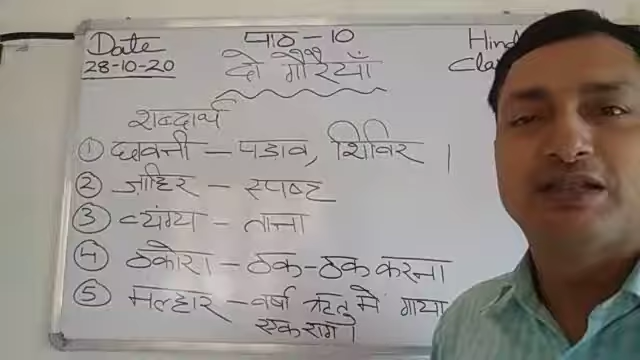 Date
28-10-20
पाठ - 10
दो गौरैयाँ
Hind
Cla
शब्दार्थ
① छावनी - पडाव, शिविर ।
② ज़ाहिर - स्पष्ट
③ व्यंग्य - ताना
④ ठकोरा - ठक-ठक करना
⑤ मल्हार - वर्षा ऋतु में गाया
एक राग।